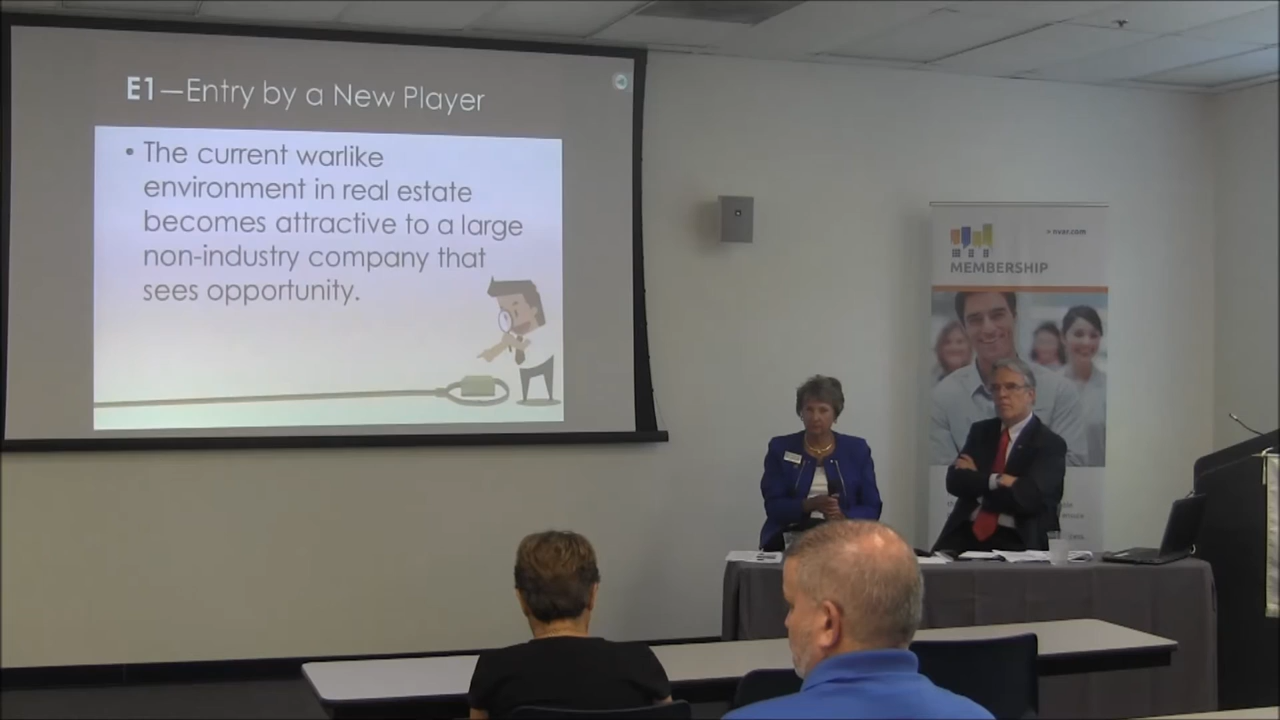 E1—Entry by a New Player
• The current warlike
environment in real estate
becomes attractive to a large
non-industry company that
sees opportunity.
nvar.com
MEMBERSHIP